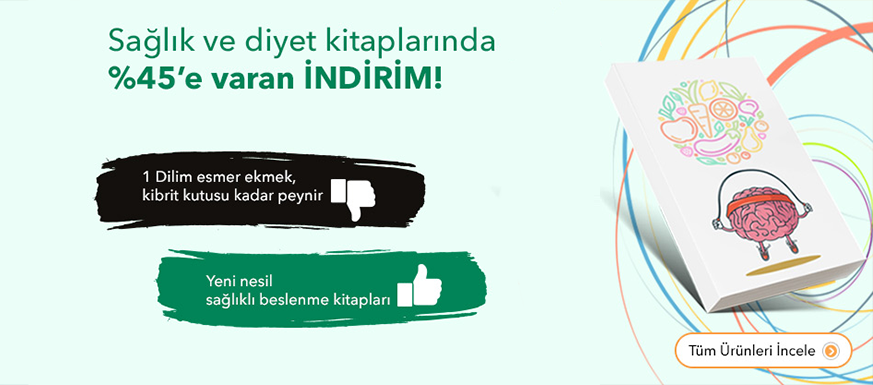 Sağlık ve diyet kitaplarında
%45’e varan İNDİRİM!
1 Dilim esmer ekmek,
kibrit kutusu kadar peynir
Yeni nesil
sağlıklı beslenme kitapları
Tüm Ürünleri İncele